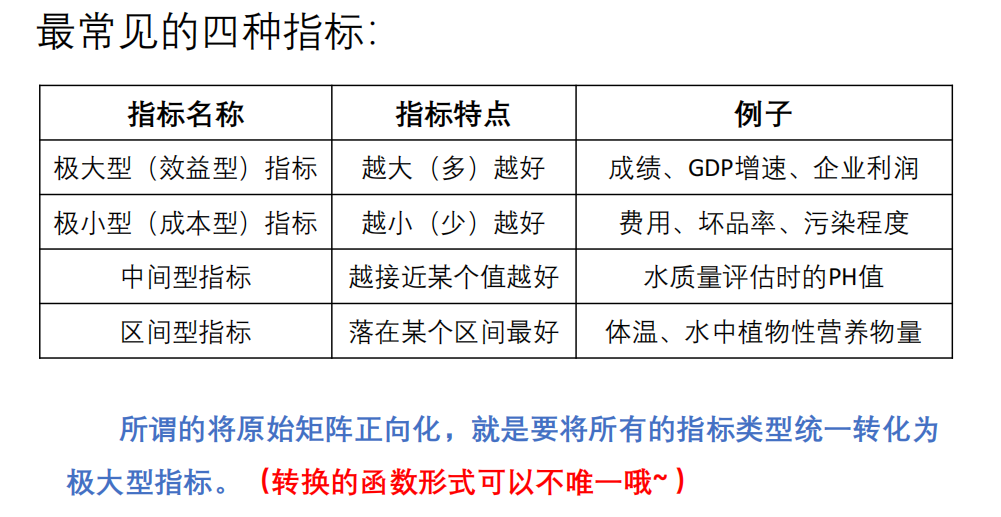 最常见的四种指标：
指标名称 指标特点 例子
极大型（效益型）指标 越大（多）越好 成绩、GDP增速、企业利润
极小型（成本型）指标 越小（少）越好 费用、坏品率、污染程度
中间型指标 越接近某个值越好 水质量评估时的PH值
区间型指标 落在某个区间最好 体温、水中植物性营养物量
所谓的将原始矩阵正向化，就是要将所有的指标类型统一转化为
极大型指标。（转换的函数形式可以不唯一哦~ ）